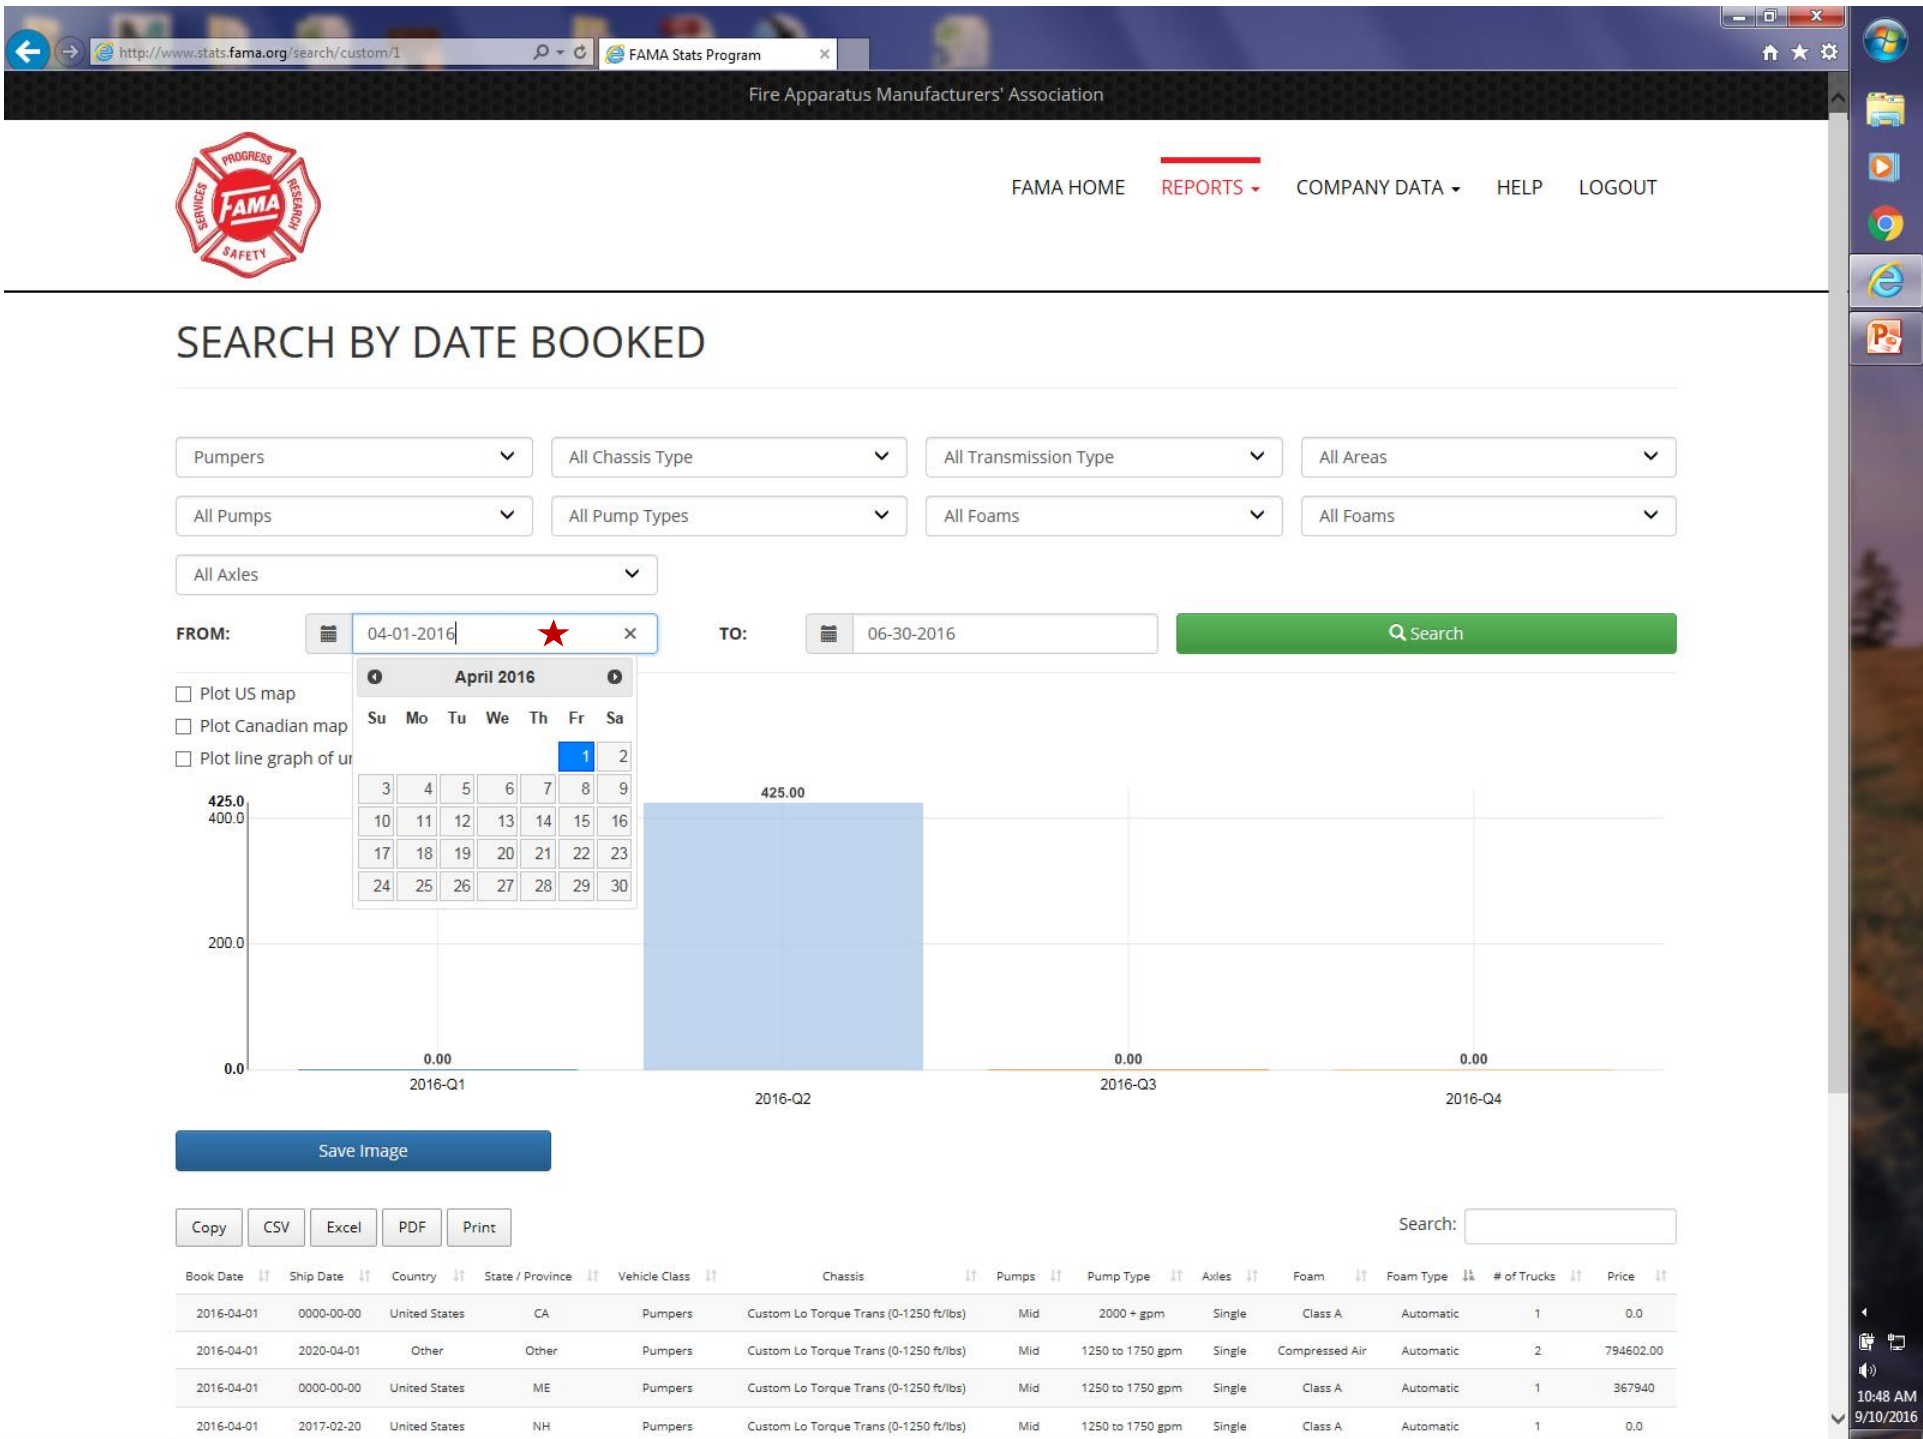 http://www.stats.fama.org/search/custom/1
FAMA Stats Program
Fire Apparatus Manufacturers' Association
PROGRESS
SERVICES
RESEARCH
FAMA
SAFETY
FAMA HOME REPORTS COMPANY DATA HELP LOGOUT
SEARCH BY DATE BOOKED
Pumpers All Chassis Type All Transmission Type All Areas
All Pumps All Pump Types All Foams All Foams
All Axles
FROM: 04-01-2016 TO: 06-30-2016 Search
April 2016
Su Mo Tu We Th Fr Sa
1 2
3 4 5 6 7 8 9
10 11 12 13 14 15 16
17 18 19 20 21 22 23
24 25 26 27 28 29 30
Plot US map
Plot Canadian map
Plot line graph of
425.0
400.0
200.0
0.0
0.00 425.00 0.00 0.00
2016-Q1 2016-Q2 2016-Q3 2016-Q4
Save Image
Copy CSV Excel PDF Print Search:
Book Date Ship Date Country State / Province Vehicle Class Chassis Pumps Pump Type Axles Foam Foam Type # of Trucks Price
2016-04-01 0000-00-00 United States CA Pumpers Custom Lo Torque Trans (0-1250 ft/lbs) Mid 2000 + gpm Single Class A Automatic 1 0.0
2016-04-01 2020-04-01 Other Other Pumpers Custom Lo Torque Trans (0-1250 ft/lbs) Mid 1250 to 1750 gpm Single Compressed Air Automatic 2 794602.00
2016-04-01 0000-00-00 United States ME Pumpers Custom Lo Torque Trans (0-1250 ft/lbs) Mid 1250 to 1750 gpm Single Class A Automatic 1 367940
2016-04-01 2017-02-20 United States NH Pumpers Custom Lo Torque Trans (0-1250 ft/lbs) Mid 1250 to 1750 gpm Single Class A Automatic 1 0.0
10:48 AM
9/10/2016